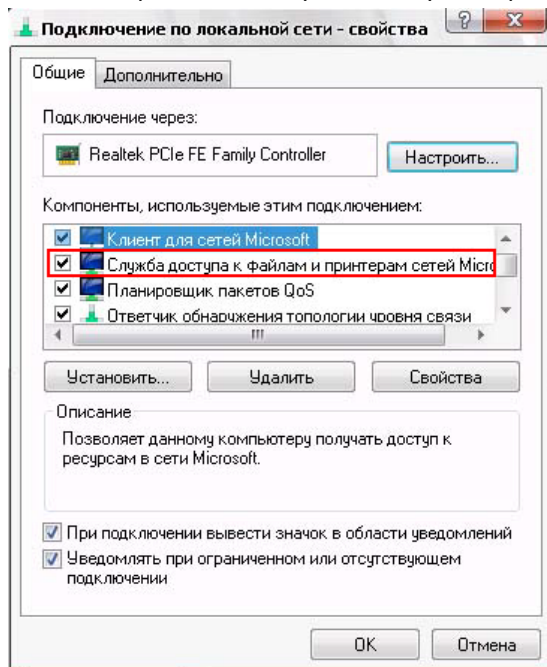 Подключение по локальной сети - свойства
Общие
Дополнительно
Подключение через:
Realtek PCIe FE Family Controller
Настроить...
Компоненты, используемые этим подключением:
Клиент для сетей Microsoft
Служба доступа к файлам и принтерам сетей Micro
Планировщик пакетов QoS
Ответчик обнаружения топологии уровня связи
Установить...
Удалить
Свойства
Описание
Позволяет данному компьютеру получать доступ к
ресурсам в сети Microsoft.
При подключении вывести значок в области уведомлений
Уведомлять при ограниченном или отсутствующем
подключении
OK
Отмена